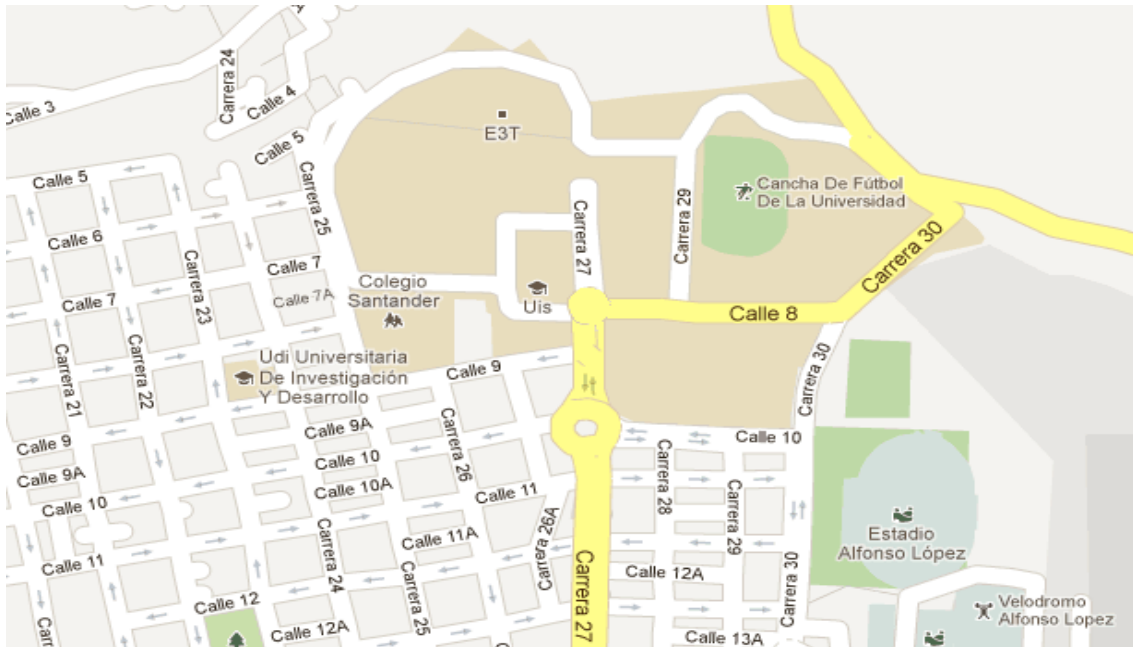 Calle 3
Carrera 24
Calle 4
Calle 5
E3T
Calle 5
Carrera 25
Cancha De Fútbol
De La Universidad
Carrera 29
Carrera 27
Carrera 30
Calle 6
Calle 7
Calle 7
Carrera 23
Calle 7A
Colegio
Santander
Uis
Calle 8
Carrera 21
Carrera 22
Udi Universitaria
De Investigación
Y Desarrollo
Calle 9
Carrera 30
Calle 9
Calle 9A
Carrera 26
Calle 10
Calle 9A
Calle 10
Calle 10
Calle 10A
Calle 11
Carrera 28
Carrera 29
Carrera 26A
Estadio
Alfonso López
Calle 11A
Calle 11
Carrera 24
Carrera 25
Carrera 27
Calle 12A
Carrera 30
Calle 12
Calle 12A
Calle 13A
Velodromo
Alfonso Lopez